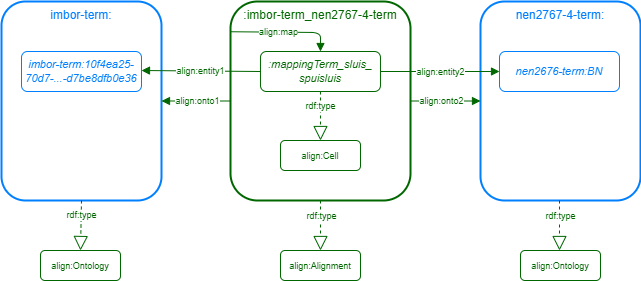 imbor-term:
:imbor-term_nen2767-4-term
nen2767-4-term:
align:map
imbor-term:10f4ea25-
70d7-...-d7be8dfb0e36
align:entity1
:mappingTerm_sluis_
spuisluis
align:entity2
nen2676-term:BN
align:onto1
rdf:type
align:onto2
align:Cell
rdf:type
rdf:type
rdf:type
align:Ontology
align:Alignment
align:Ontology